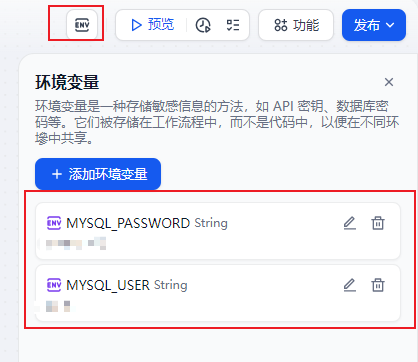 ENV 预览 功能 发布
环境变量
环境变量是一种存储敏感信息的方法，如 API 密钥、数据库密
码等。它们被存储在工作流程中，而不是代码中，以便在不同环
墋中共享。
+ 添加环境变量
ENV MYSQL_PASSWORD String
ENV MYSQL_USER String